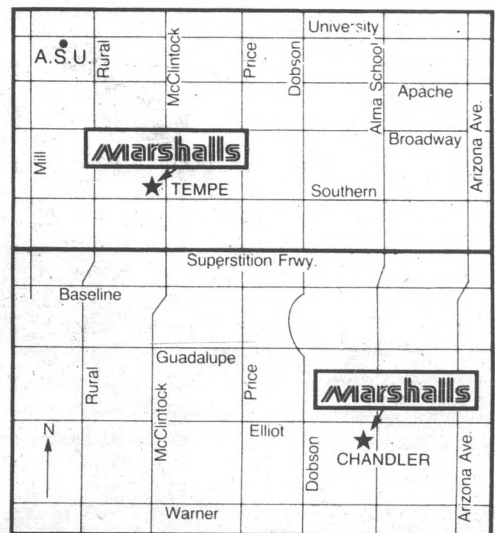 University
A.S.U.
Rural
McClintock
Price
Dobson
Alma School
Apache
Arizona Ave.
Broadway
Marshalls
Mill
TEMPE
Southern
Superstition Frwy.
Baseline
Guadalupe
Rural
McClintock
Price
Marshalls
N
Elliot
Dobson
CHANDLER
Arizona Ave.
Warner